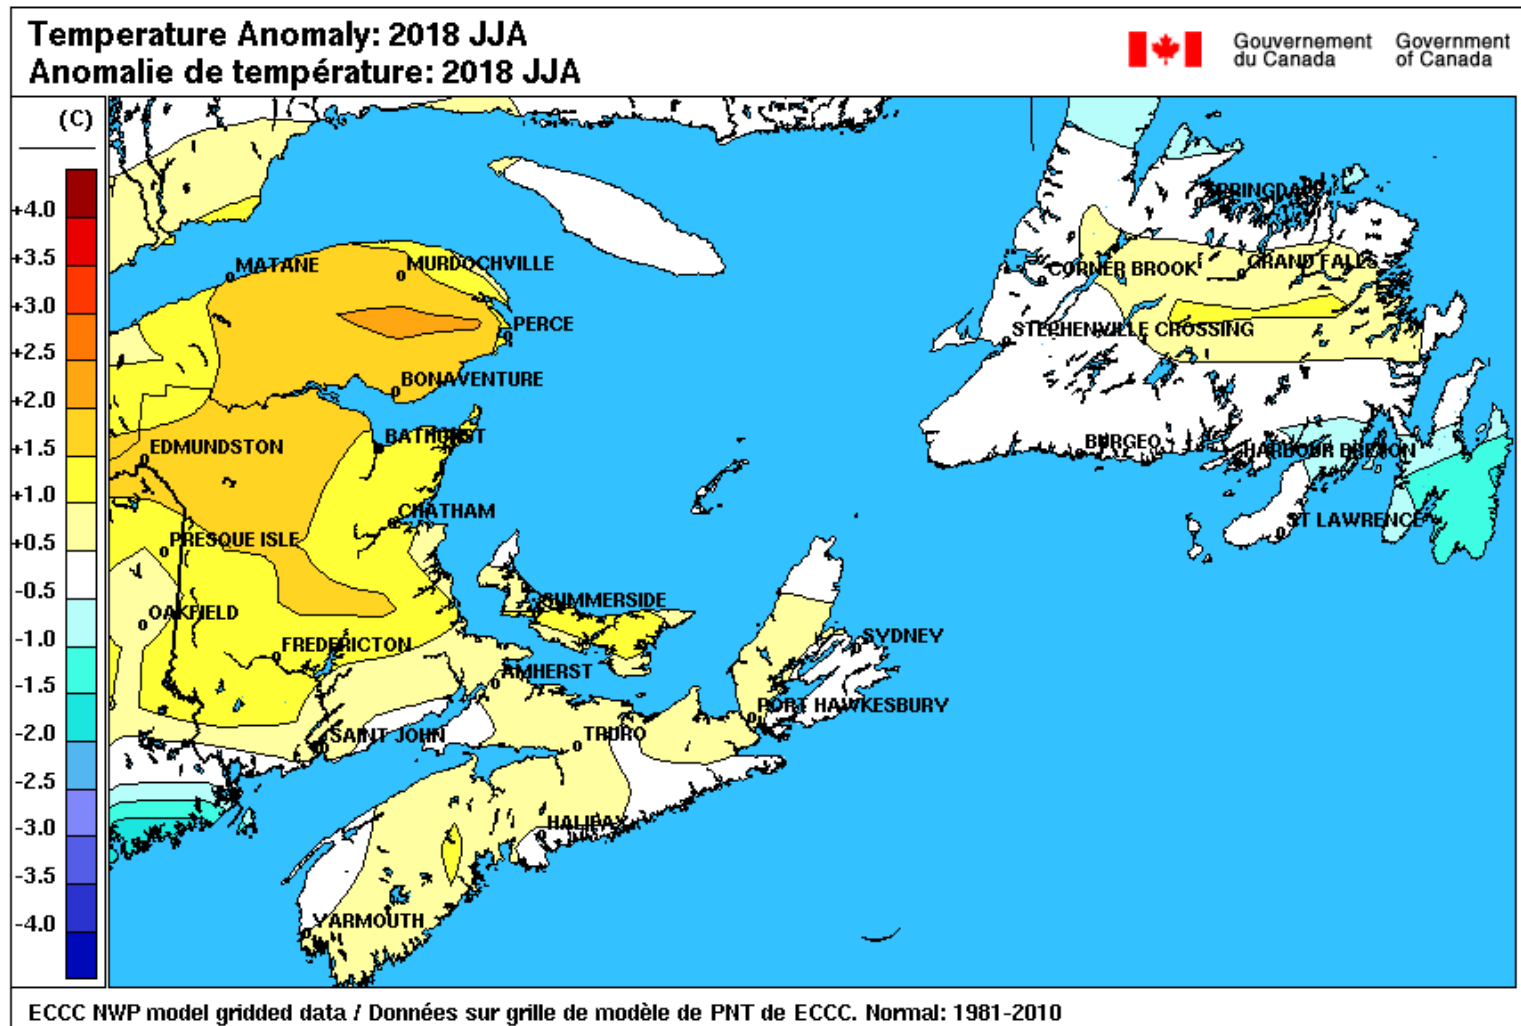 Temperature Anomaly: 2018 JJA
Anomalie de température: 2018 JJA
Gouvernement du Canada
Government of Canada
(C)
+4.0
+3.5
+3.0
+2.5
+2.0
+1.5
+1.0
+0.5
-0.5
-1.0
-1.5
-2.0
-2.5
-3.0
-3.5
-4.0
SPRINGDALE
MATANE
MURDOCHVILLE
CORNER BROOK
GRAND FALLS
PERCE
STEPHENVILLE CROSSING
BONAVENTURE
EDMUNDSTON
BATHURST
BURGEO
HARBOUR BRETON
CHATHAM
ST LAWRENCE
PRESQUE ISLE
OAKFIELD
SUMMERSIDE
FREDERICTON
SYDNEY
AMHERST
PORT HAWKESBURY
SAINT JOHN
TRURO
HALIFAX
YARMOUTH
ECCC NWP model gridded data / Données sur grille de modèle de PNT de ECCC. Normal: 1981-2010